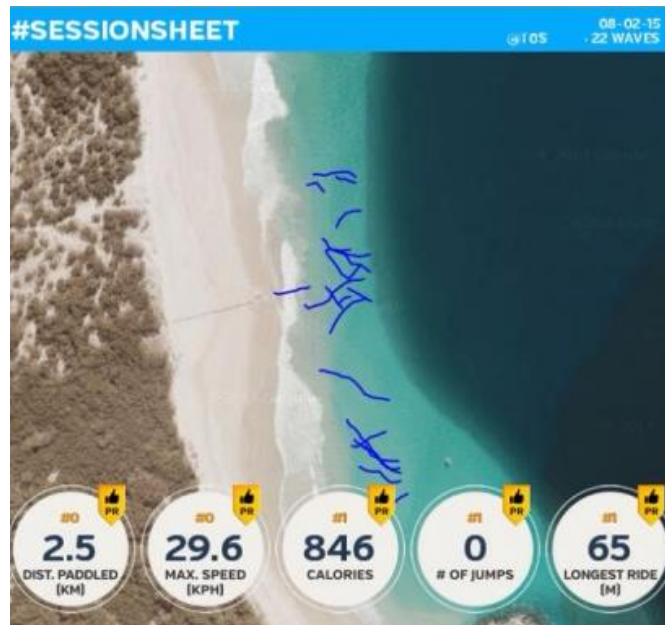 #SESSIONSHEET
08-02-15
22 WAVES
PR
PR
PR
PR
PR
#0
#0
#1
#1
#1
2.5
29.6
846
0
65
DIST. PADDLED
MAX. SPEED
CALORIES
# OF JUMPS
LONGEST RIDE
(KM)
(KPH)
(M)